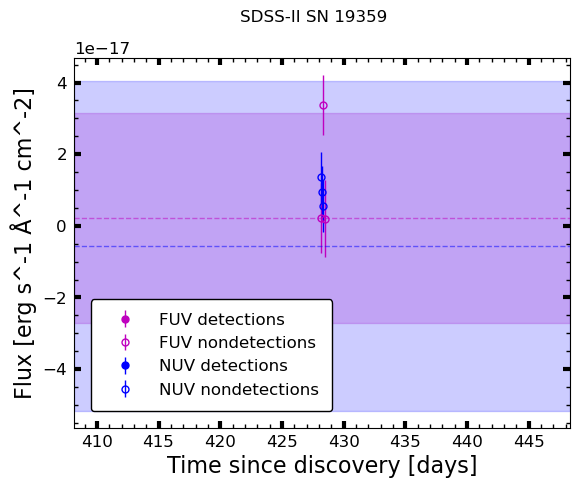 SDSS-II SN 19359
1e−17
4
2
0
−2
−4
Flux [erg s^-1 Å^-1 cm^-2]
FUV detections
FUV nondetections
NUV detections
NUV nondetections
410 415 420 425 430 435 440 445
Time since discovery [days]